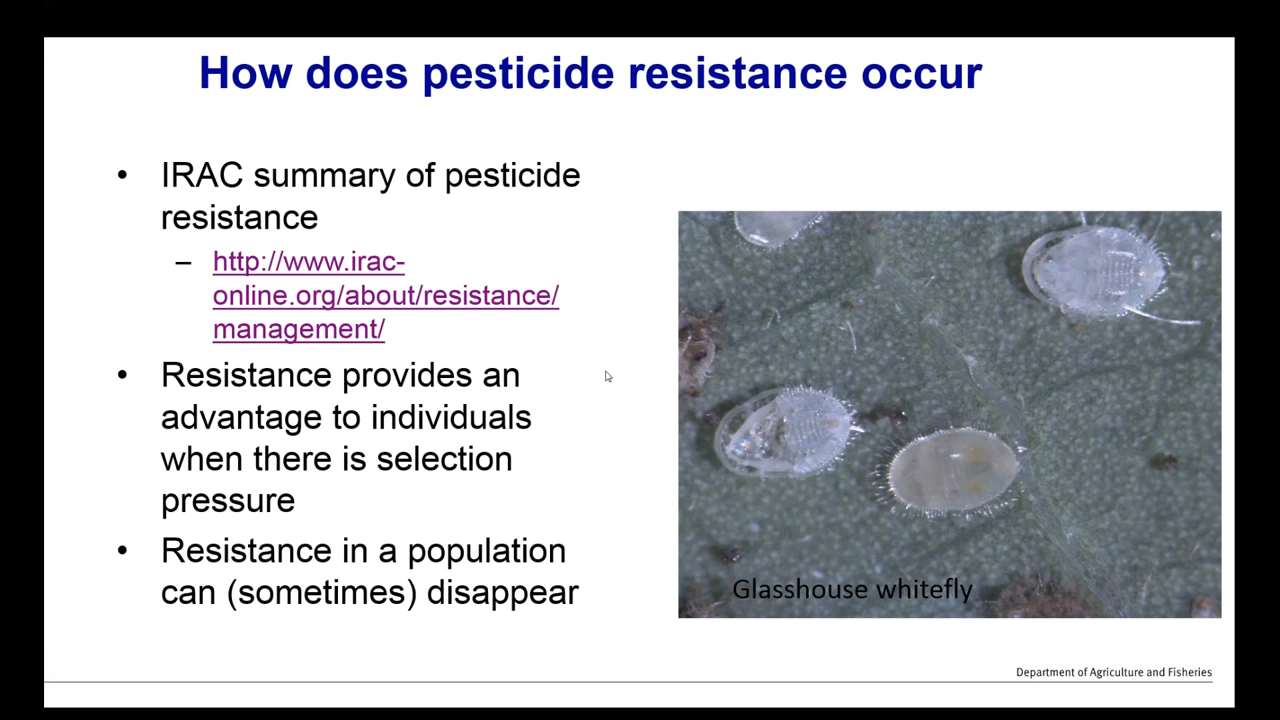 How does pesticide resistance occur
• IRAC summary of pesticide
resistance
– http://www.irac-
online.org/about/resistance/
management/
• Resistance provides an
advantage to individuals
when there is selection
pressure
• Resistance in a population
can (sometimes) disappear
Glasshouse whitefly
Department of Agriculture and Fisheries